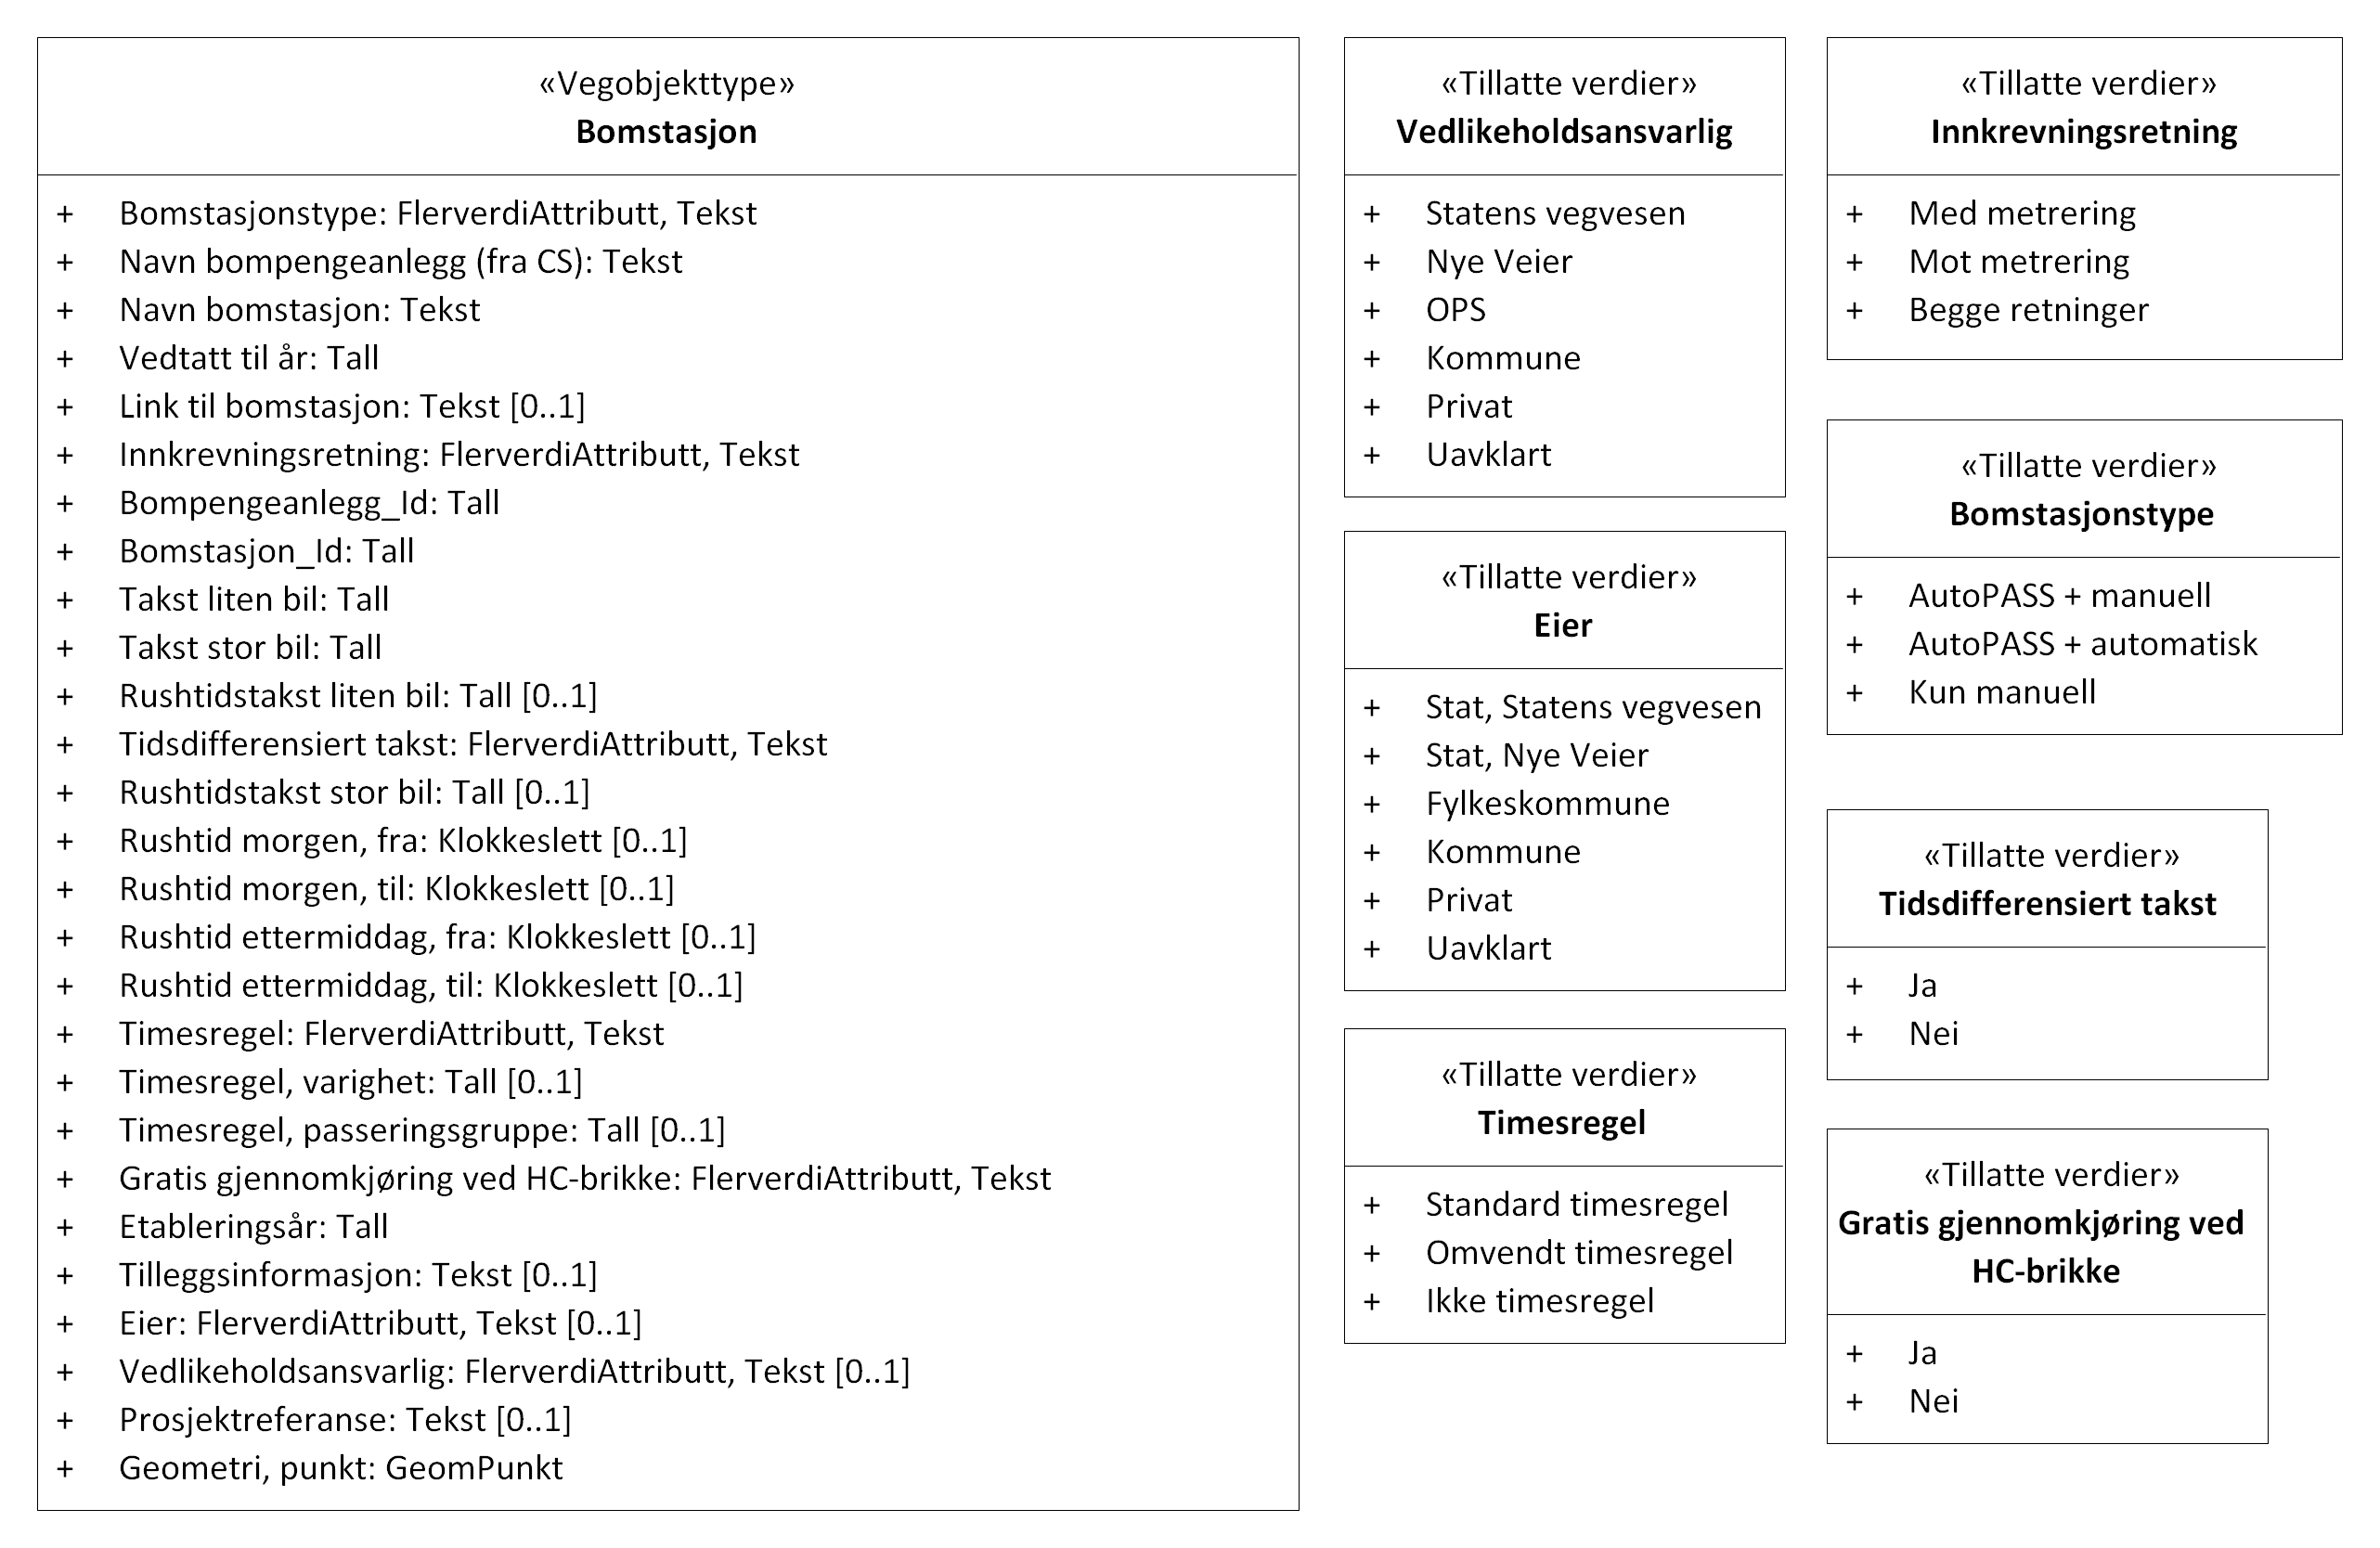 «Vegobjekttype»
Bomstasjon
+ Bomstasjonstype: FlerverdiAttributt, Tekst
+ Navn bompengeanlegg (fra CS): Tekst
+ Navn bomstasjon: Tekst
+ Vedtatt til år: Tall
+ Link til bomstasjon: Tekst [0..1]
+ Innkrevningsretning: FlerverdiAttributt, Tekst
+ Bompengeanlegg_Id: Tall
+ Bomstasjon_Id: Tall
+ Takst liten bil: Tall
+ Takst stor bil: Tall
+ Rushtidstakst liten bil: Tall [0..1]
+ Tidsdifferensiert takst: FlerverdiAttributt, Tekst
+ Rushtidstakst stor bil: Tall [0..1]
+ Rushtid morgen, fra: Klokkeslett [0..1]
+ Rushtid morgen, til: Klokkeslett [0..1]
+ Rushtid ettermiddag, fra: Klokkeslett [0..1]
+ Rushtid ettermiddag, til: Klokkeslett [0..1]
+ Timesregel: FlerverdiAttributt, Tekst
+ Timesregel, varighet: Tall [0..1]
+ Timesregel, passeringsgruppe: Tall [0..1]
+ Gratis gjennomkjøring ved HC-brikke: FlerverdiAttributt, Tekst
+ Etableringsår: Tall
+ Tilleggsinformasjon: Tekst [0..1]
+ Eier: FlerverdiAttributt, Tekst [0..1]
+ Vedlikeholdsansvarlig: FlerverdiAttributt, Tekst [0..1]
+ Prosjektreferanse: Tekst [0..1]
+ Geometri, punkt: GeomPunkt
«Tillatte verdier»
Vedlikeholdsansvarlig
+ Statens vegvesen
+ Nye Veier
+ OPS
+ Kommune
+ Privat
+ Uavklart
«Tillatte verdier»
Eier
+ Stat, Statens vegvesen
+ Stat, Nye Veier
+ Fylkeskommune
+ Kommune
+ Privat
+ Uavklart
«Tillatte verdier»
Timesregel
+ Standard timesregel
+ Omvendt timesregel
+ Ikke timesregel
«Tillatte verdier»
Innkrevningsretning
+ Med metrering
+ Mot metrering
+ Begge retninger
«Tillatte verdier»
Bomstasjonstype
+ AutoPASS + manuell
+ AutoPASS + automatisk
+ Kun manuell
«Tillatte verdier»
Tidsdifferensiert takst
+ Ja
+ Nei
«Tillatte verdier»
Gratis gjennomkjøring ved
HC-brikke
+ Ja
+ Nei